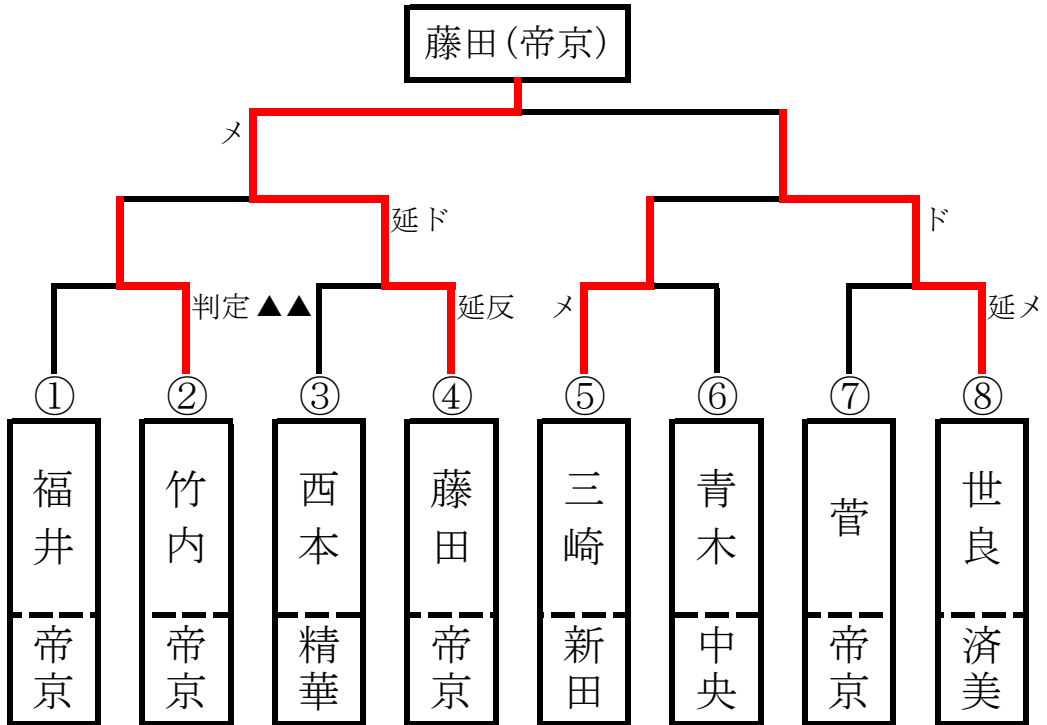 藤田(帝京)
メ
延ド
ド
判定▲▲
延反
メ
延メ
① ② ③ ④ ⑤ ⑥ ⑦ ⑧
福井
竹内
西本
藤田
三崎
青木
菅
世良
帝京
帝京
精華
帝京
新田
中央
帝京
済美